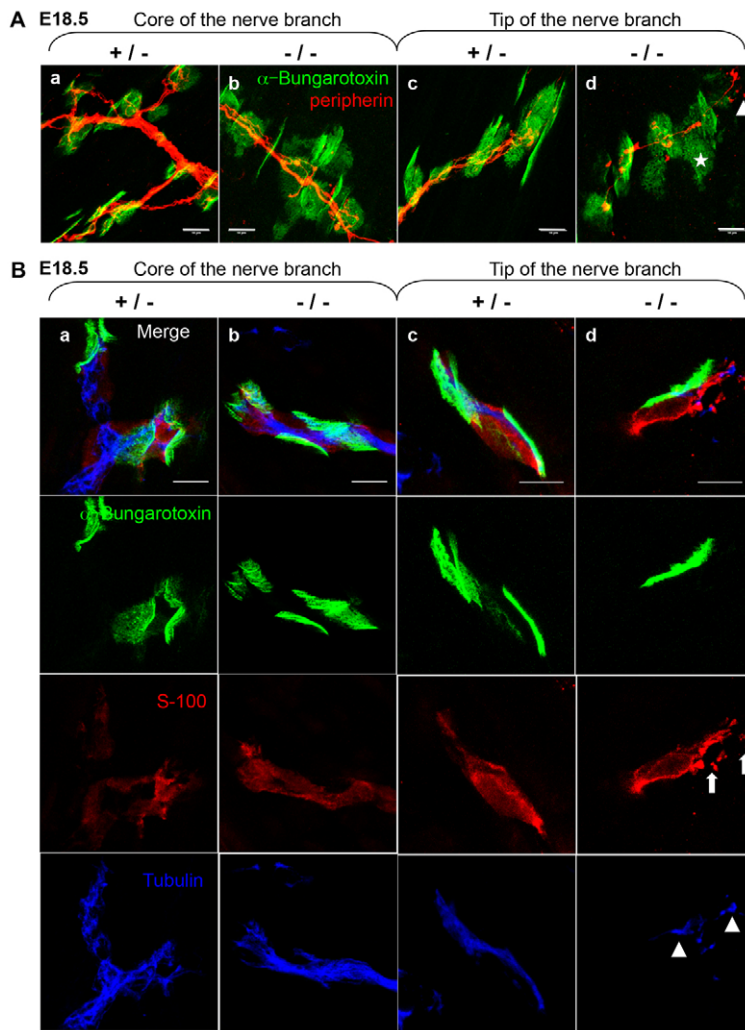 A E18.5 Core of the nerve branch Tip of the nerve branch
+ / - - / - + / - - / -
a b α-Bungarotoxin c d
peripherin
B E18.5 Core of the nerve branch Tip of the nerve branch
+ / - - / - + / - - / -
a Merge b c d
α-Bungarotoxin
S-100
Tubulin